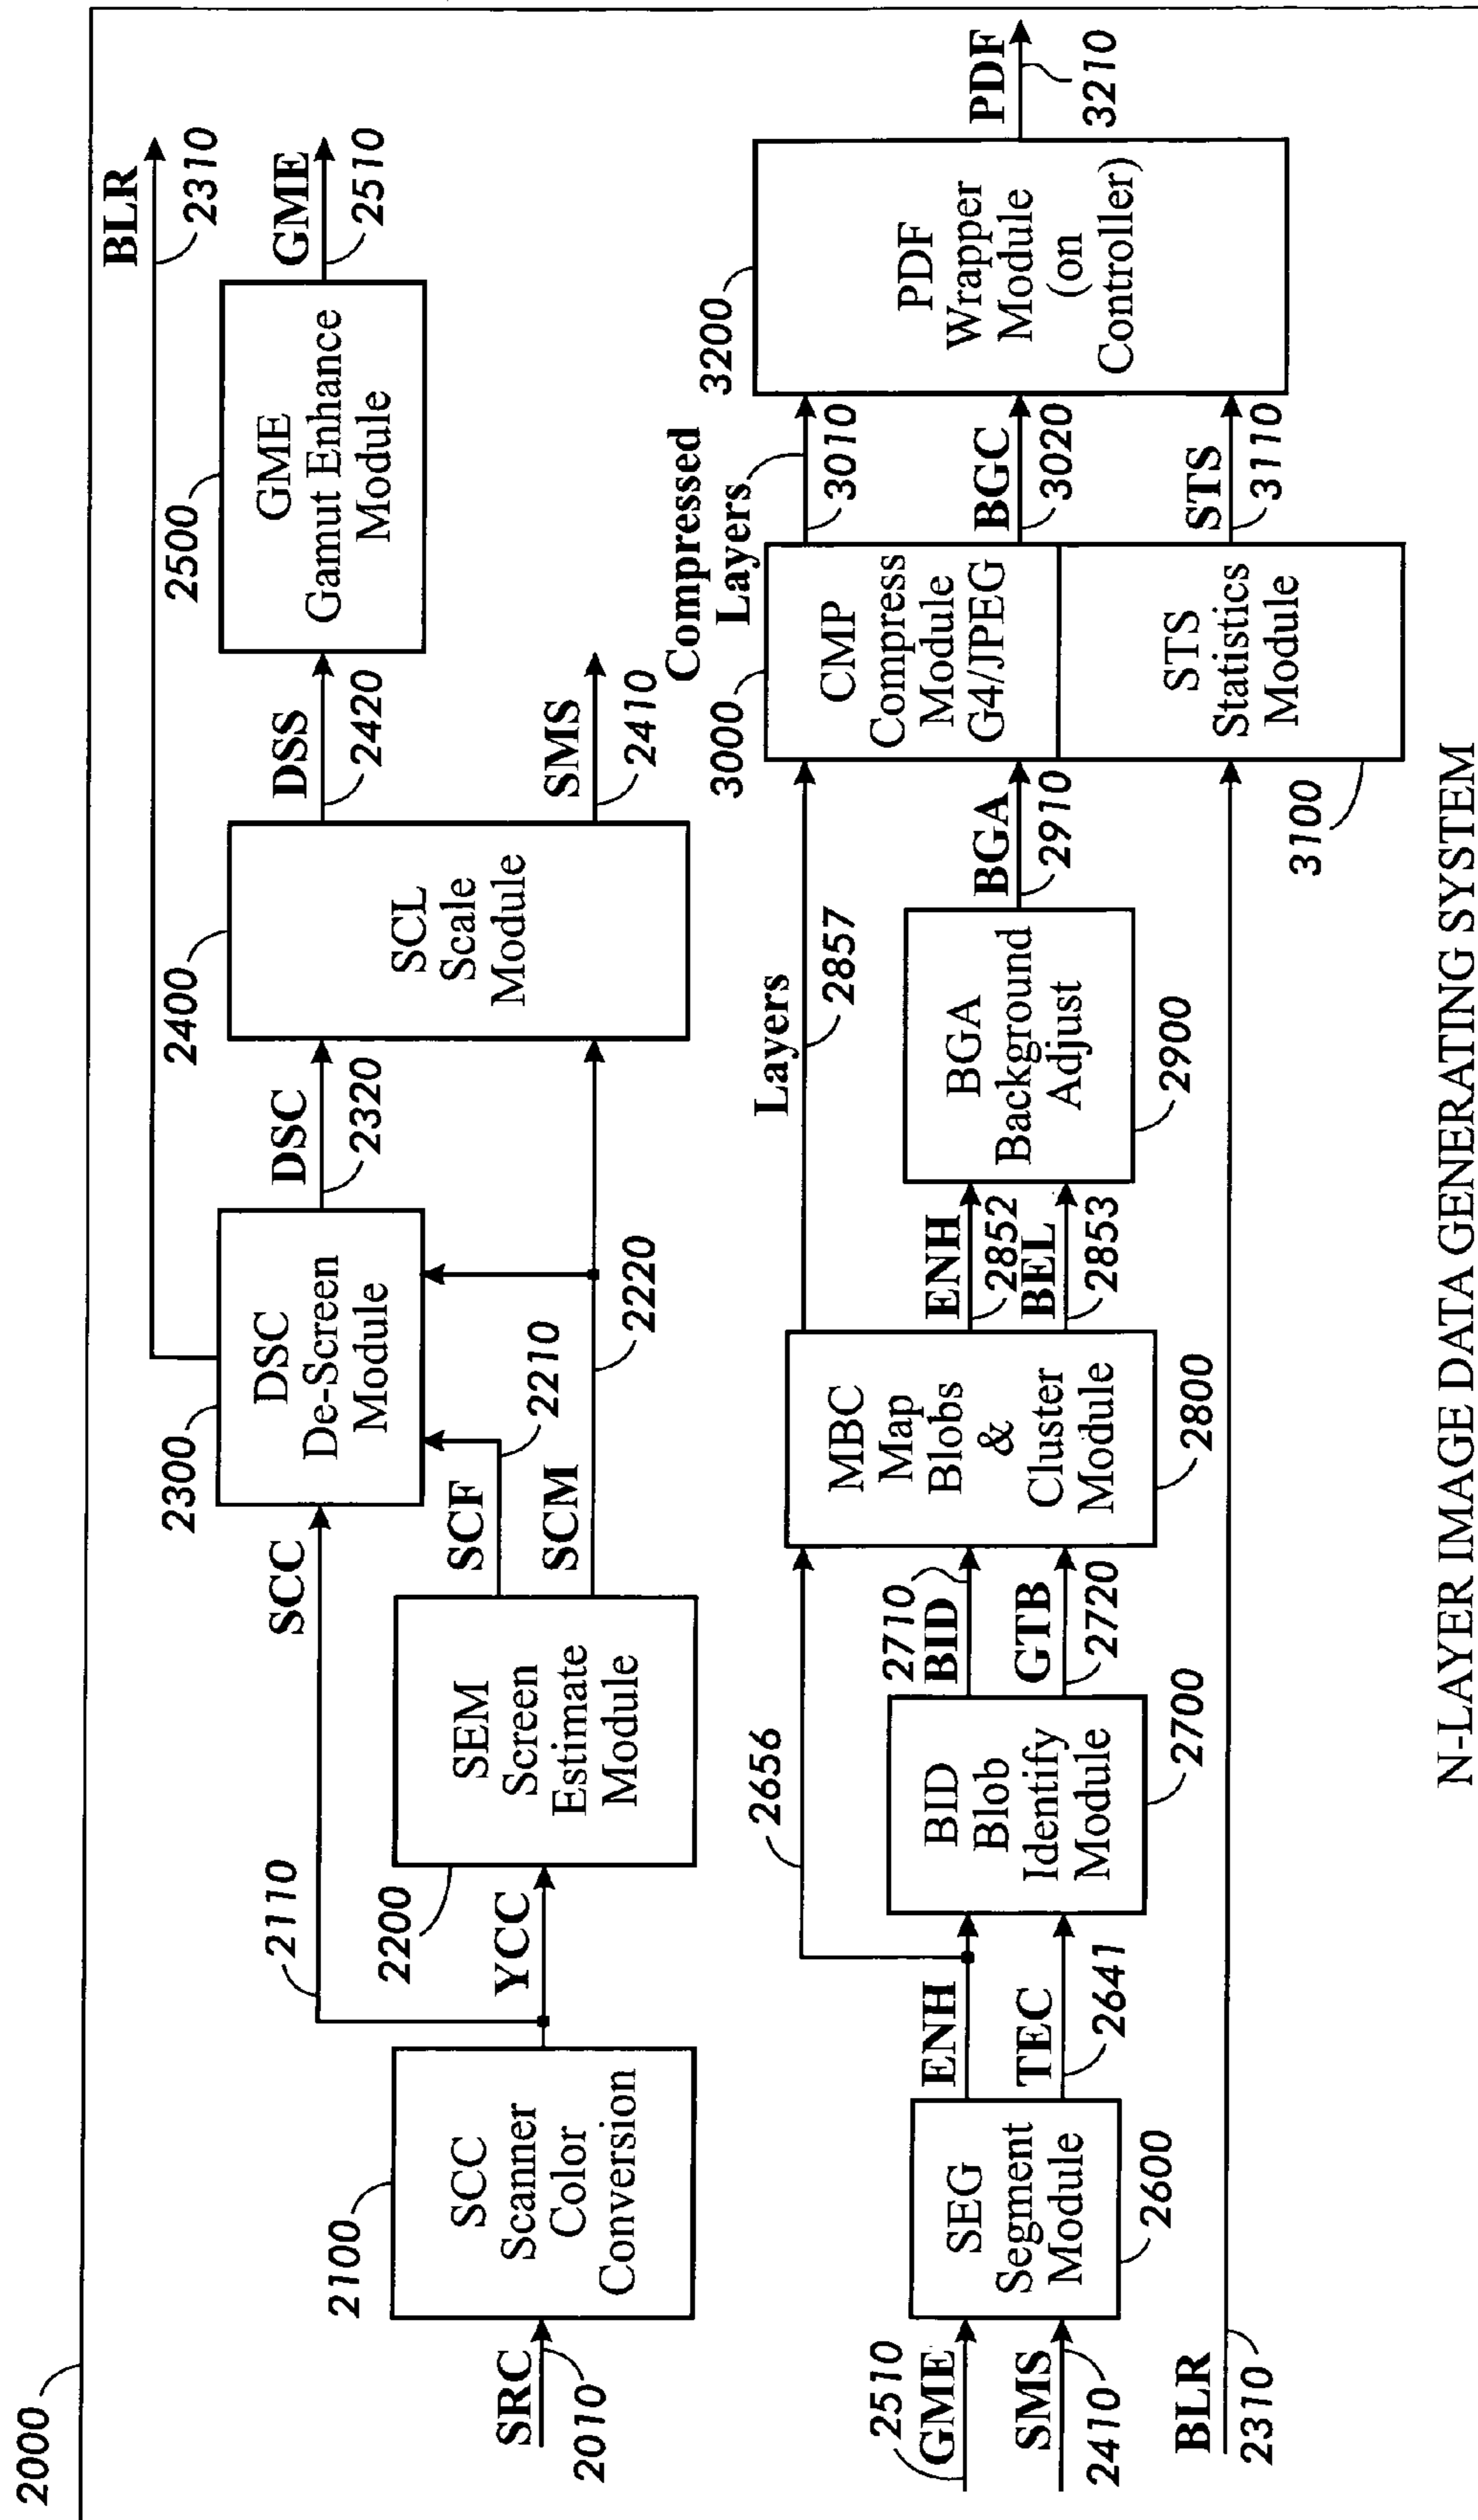 2000
BLR
2310
GME
2510
2500
GME
Gamut Enhance
Module
DSS
2420
SMS
2410
2400
SCL
Scale
Module
DSC
2320
2300
DSC
De-Screen
Module
SCC
2110
SCF
2210
SCM
2220
2200
SEM
Screen
Estimate
Module
YCC
2100
SCC
Scanner
Color
Conversion
SRC
2010
2510
GME
SMS
2410
BLR
2310
SEG
Segment
Module
2600
ENH
TEC
2641
2656
BID
Blob
Identify
Module
2700
2710
BID
GTB
2720
MBC
Map
Blobs
&
Cluster
Module
2800
Layers
2857
ENH
2852
BEL
2853
BGA
Background
Adjust
2900
BGA
2910
3000
CMP
Compress
Module
G4/JPEG
STS
Statistics
Module
3100
Compressed
Layers
3010
BGC
3020
STS
3110
3200
PDF
Wrapper
Module
(on
Controller)
PDF
3210
N-LAYER IMAGE DATA GENERATING SYSTEM